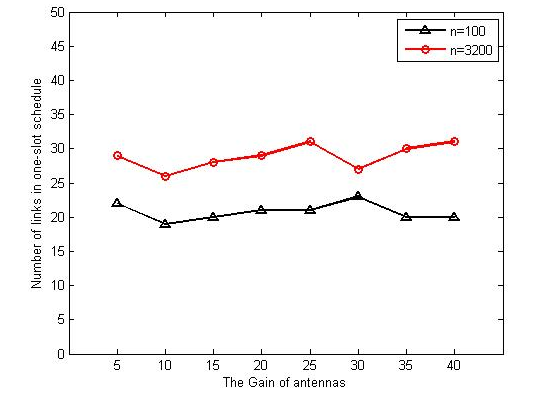 50
45
40
35
30
25
20
15
10
5
0
Number of links in one-slot schedule
n=100
n=3200
5 10 15 20 25 30 35 40
The Gain of antennas